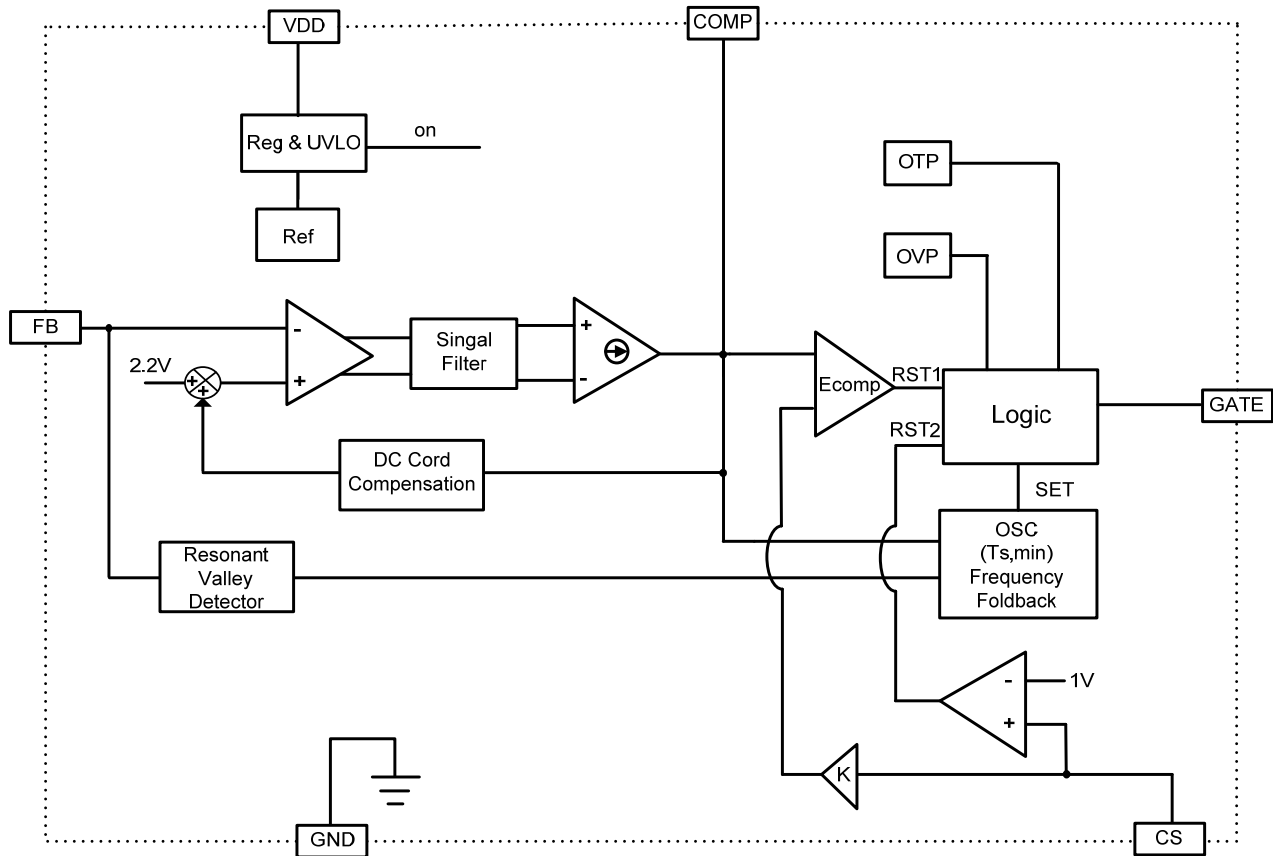 VDD
COMP
Reg & UVLO
on
Ref
OTP
OVP
FB
2.2V
+
+
-
+
Singal
Filter
+
-
Ecomp
RST1
RST2
Logic
GATE
DC Cord
Compensation
SET
Resonant
Valley
Detector
OSC
(Ts,min)
Frequency
Foldback
-
+
1V
K
GND
CS